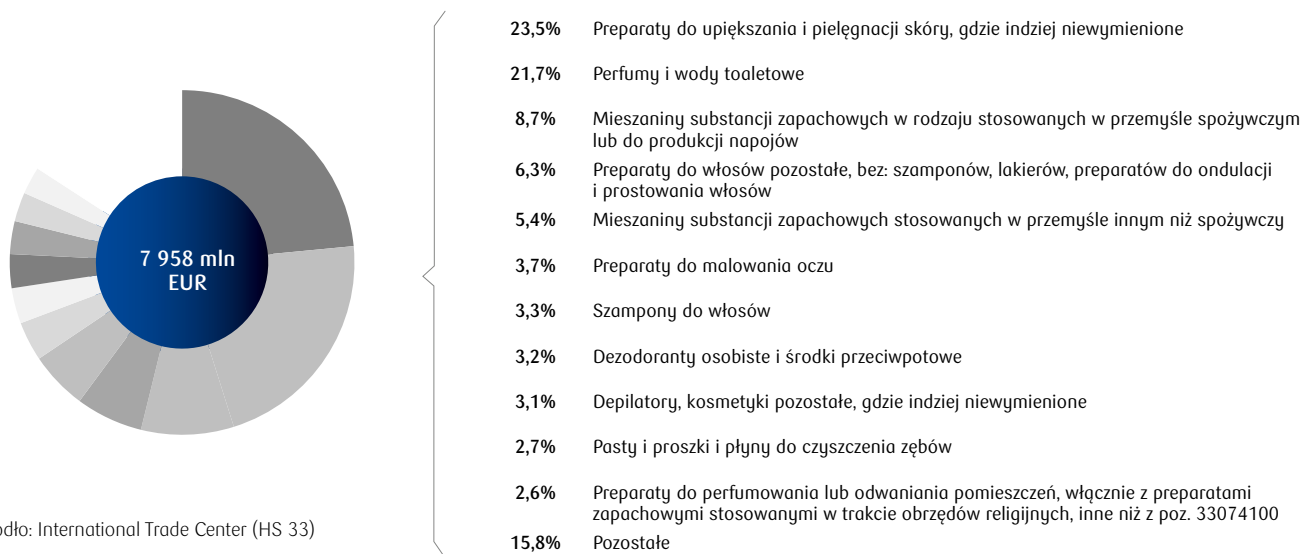 23,5% Preparaty do upiększania i pielęgnacji skóry, gdzie indziej niewymienione
21,7% Perfumy i wody toaletowe
8,7% Mieszaniny substancji zapachowych w rodzaju stosowanych w przemyśle spożywczym
lub do produkcji napojów
6,3% Preparaty do włosów pozostałe, bez: szamponów, lakierów, preparatów do ondulacji
i prostowania włosów
5,4% Mieszaniny substancji zapachowych stosowanych w przemyśle innym niż spożywczy
3,7% Preparaty do malowania oczu
3,3% Szampony do włosów
3,2% Dezodoranty osobiste i środki przeciwpotowe
3,1% Depilatory, kosmetyki pozostałe, gdzie indziej niewymienione
2,7% Pasty i proszki i płyny do czyszczenia zębów
2,6% Preparaty do perfumowania lub odwaniania pomieszczeń, włącznie z preparatami
zapachowymi stosowanymi w trakcie obrzędów religijnych, inne niż z poz. 33074100
15,8% Pozostałe
7 958 mln
EUR
odło: International Trade Center (HS 33)